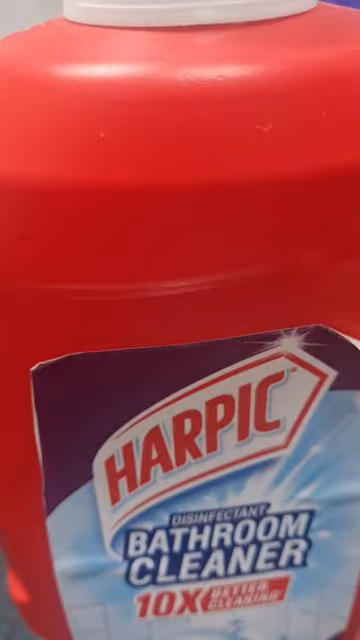 HARPIC
DISINFECTANT
BATHROOM
CLEANER
10X BETTER
CLEANING*